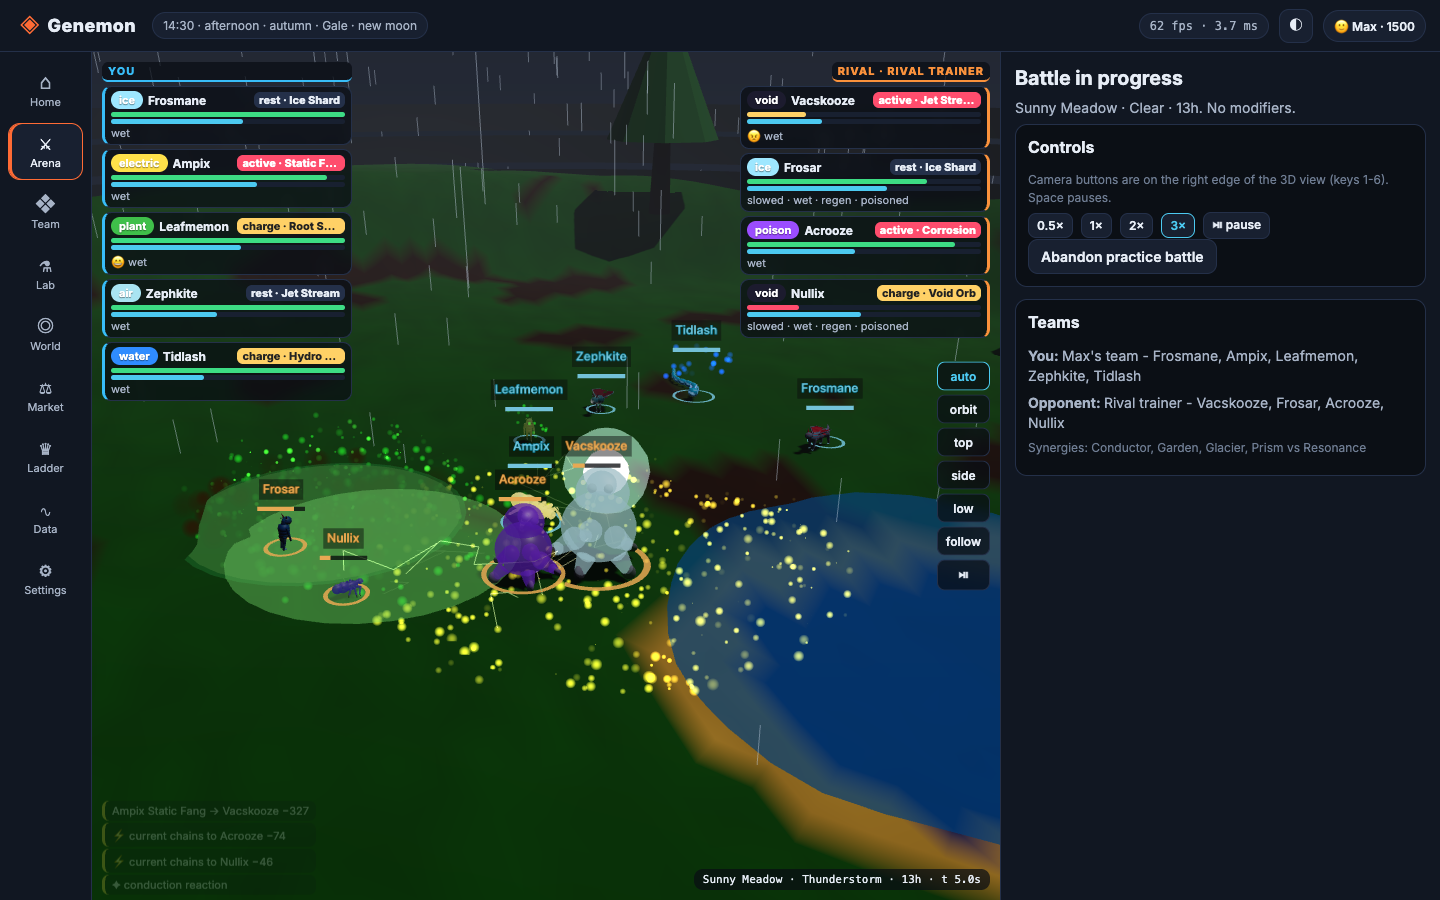 Genemon
14:30 · afternoon · autumn · Gale · new moon
62 fps · 3.7 ms
Max · 1500
Home
Arena
Team
Lab
World
Market
Ladder
Data
Settings
YOU
ice Frosmane rest · Ice Shard
wet
electric Ampix active · Static F...
wet
plant Leafmemon charge · Root S...
wet
air Zephkite rest · Jet Stream
wet
water Tidlash charge · Hydro ...
wet
RIVAL · RIVAL TRAINER
void Vacskooze active · Jet Stre...
wet
ice Frosar rest · Ice Shard
slowed · wet · regen · poisoned
poison Acrooze active · Corrosion
wet
void Nullix charge · Void Orb
slowed · wet · regen · poisoned
Tidlash
Zephkite
Leafmemon
Frosmane
Ampix
Vacskooze
Acrooze
Frosar
Nullix
auto
orbit
top
side
low
follow
Ampix Static Fang → Vacskooze −327
⚡ current chains to Acrooze −74
⚡ current chains to Nullix −46
✦ conduction reaction
Sunny Meadow · Thunderstorm · 13h · t 5.0s
Battle in progress
Sunny Meadow · Clear · 13h. No modifiers.
Controls
Camera buttons are on the right edge of the 3D view (keys 1-6).
Space pauses.
0.5× 1× 2× 3× ⏯ pause
Abandon practice battle
Teams
You: Max's team - Frosmane, Ampix, Leafmemon,
Zephkite, Tidlash
Opponent: Rival trainer - Vacskooze, Frosar, Acrooze,
Nullix
Synergies: Conductor, Garden, Glacier, Prism vs Resonance